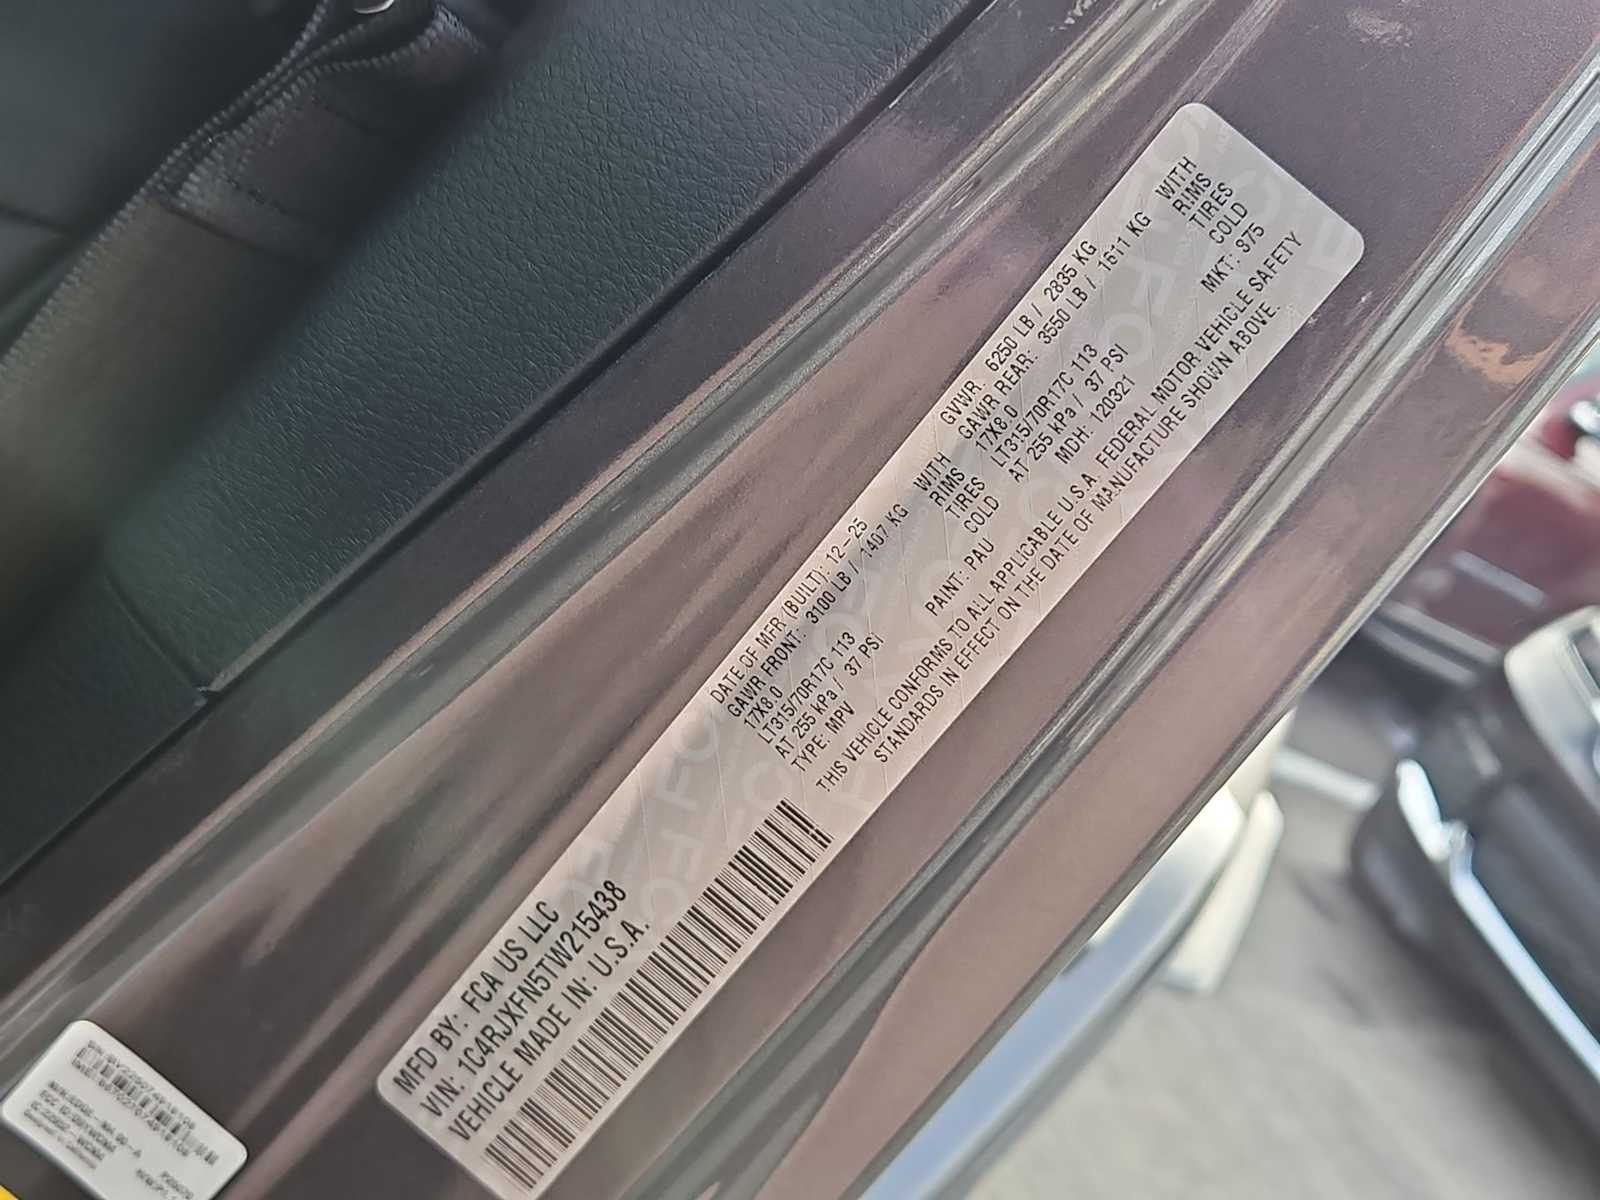 MFD BY: FCA US LLC
VIN: 1C4RJXFN5TW215438
VEHICLE MADE IN: U.S.A.
DATE OF MFR (BUILT): 12-25 GVWR: 6250 LB / 2835 KG
GAWR FRONT: 3100 LB / 1407 KG WITH GAWR REAR: 3550 LB / 1611 KG WITH
17X8.0 RIMS 17X8.0 RIMS
LT315/70R17C 113 TIRES LT315/70R17C 113 TIRES
AT 255 kPa / 37 PSI COLD AT 255 kPa / 37 PSI COLD
TYPE: MPV PAINT: PAU MDH: 120321 MKT: S75
THIS VEHICLE CONFORMS TO ALL APPLICABLE U.S.A. FEDERAL MOTOR VEHICLE SAFETY
STANDARDS IN EFFECT ON THE DATE OF MANUFACTURE SHOWN ABOVE.